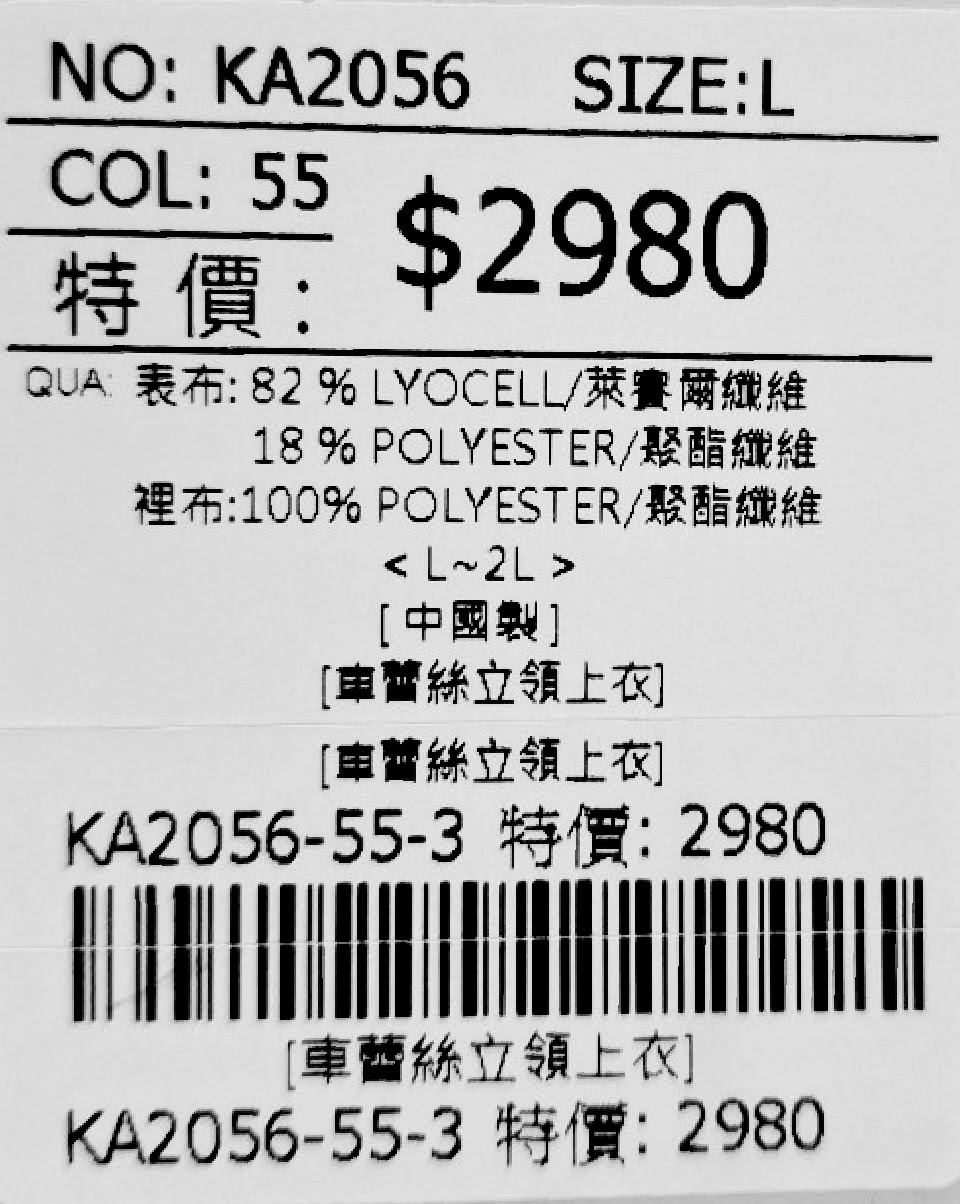 NO: KA2056 SIZE:L
COL: 55
$2980
特價:
QUA: 表布: 82 % LYOCELL/萊賽爾纖維
18 % POLYESTER/聚酯纖維
裡布:100% POLYESTER/聚酯纖維
< L~2L >
[ 中國製 ]
[車蕾絲立領上衣]
[車蕾絲立領上衣]
KA2056-55-3 特價: 2980
[車蕾絲立領上衣]
KA2056-55-3 特價: 2980